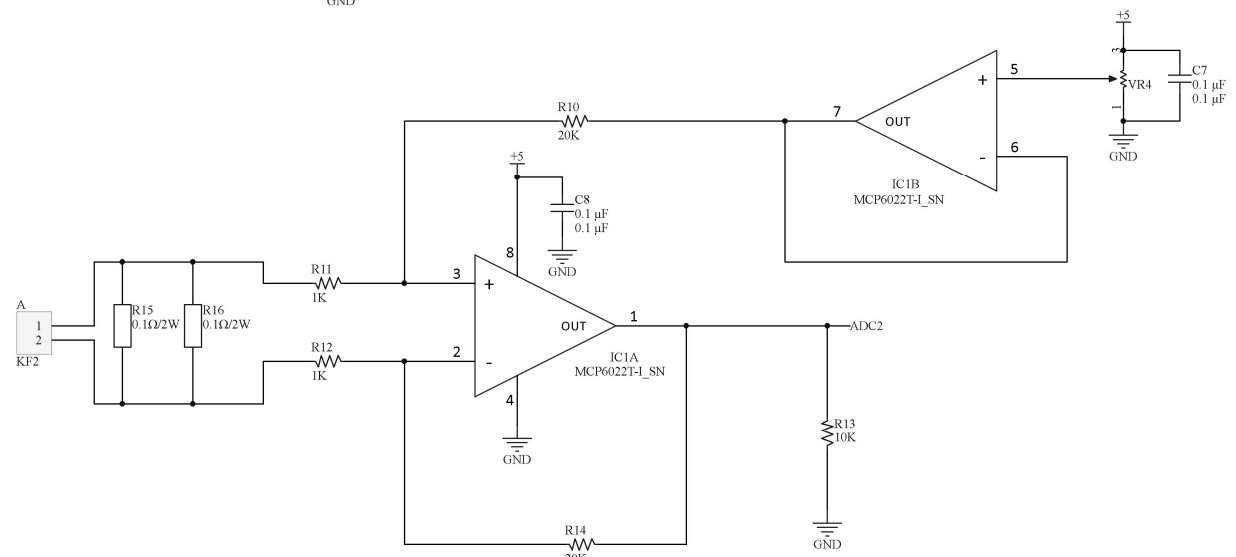 GND
+5
3
VR4
1
C7
0.1 µF
0.1 µF
GND
5
+
6
-
7
OUT
IC1B
MCP6022T-I_SN
R10
20K
+5
C8
0.1 µF
0.1 µF
GND
8
3
+
2
-
4
GND
OUT
1
IC1A
MCP6022T-I_SN
ADC2
R11
1K
R12
1K
A
1
2
KF2
R15
0.1Ω/2W
R16
0.1Ω/2W
R13
10K
GND
R14